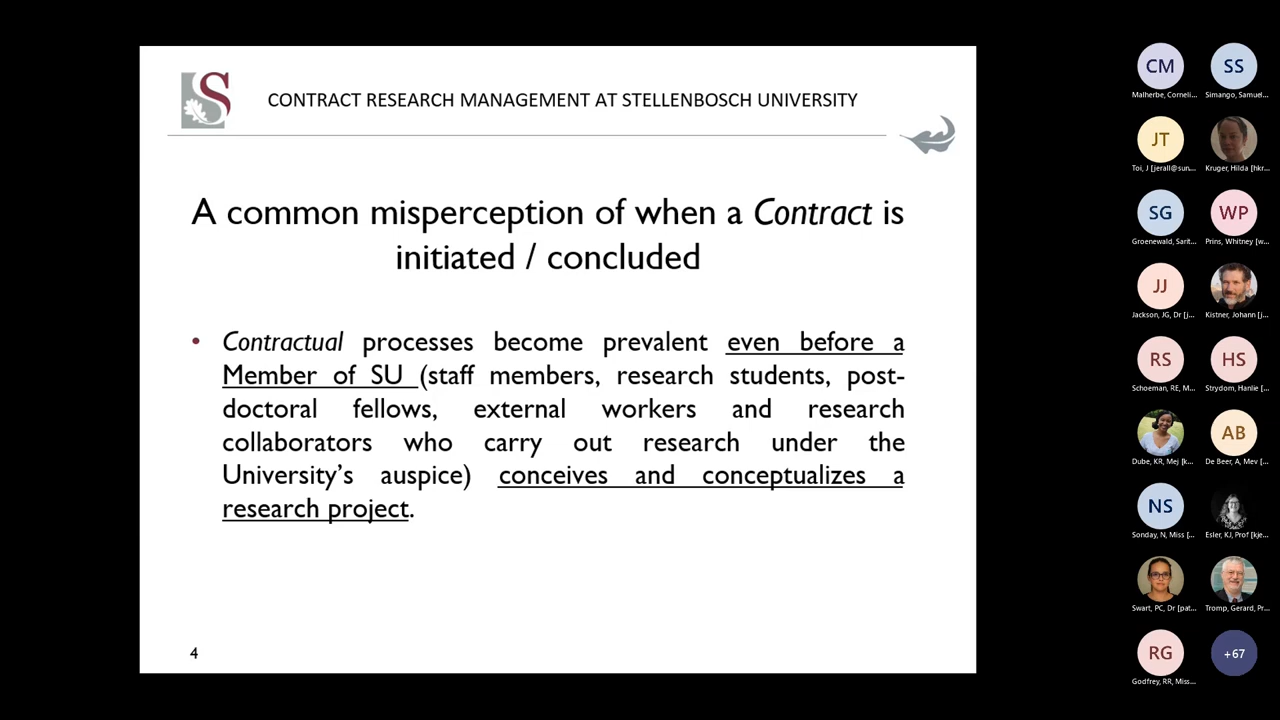 CONTRACT RESEARCH MANAGEMENT AT STELLENBOSCH UNIVERSITY
A common misperception of when a Contract is
initiated / concluded
• Contractual processes become prevalent even before a
Member of SU (staff members, research students, post-
doctoral fellows, external workers and research
collaborators who carry out research under the
University's auspice) conceives and conceptualizes a
research project.
4
CM
SS
Malherbe, Corneli...
Simango, Samuel...
JT
Toi, J [jerall@sun...
Kruger, Hilda [hkr...
SG
WP
Groenewald, Sarit...
Prins, Whitney [w...
JJ
Jackson, JG, Dr [j...
Kistner, Johann [j...
RS
HS
Schoeman, RE, M...
Strydom, Hanlie [...
AB
Dube, KR, Mej [k...
De Beer, A, Mev [...
NS
Sonday, N, Miss [...
Esler, KJ, Prof [kje...
Swart, PC, Dr [pat...
Tromp, Gerard, Pr...
RG
+67
Godfrey, RR, Miss...